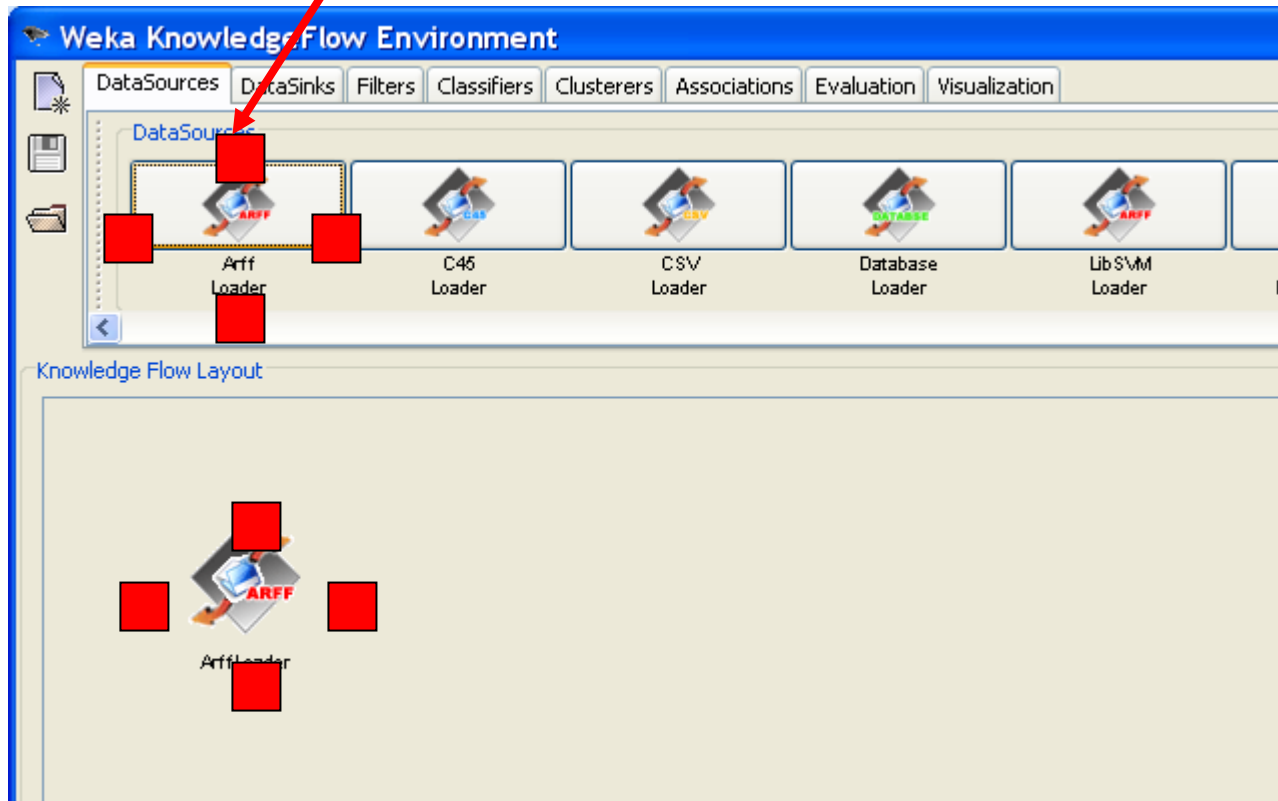 Weka KnowledgeFlow Environment
DataSources DataSinks Filters Classifiers Clusterers Associations Evaluation Visualization
DataSources
ARFF C45 CSV DATABSE ARFF
Arff Loader
C45 Loader
CSV Loader
Database Loader
LibSVM Loader
Knowledge Flow Layout
ARFF
ArffLoader